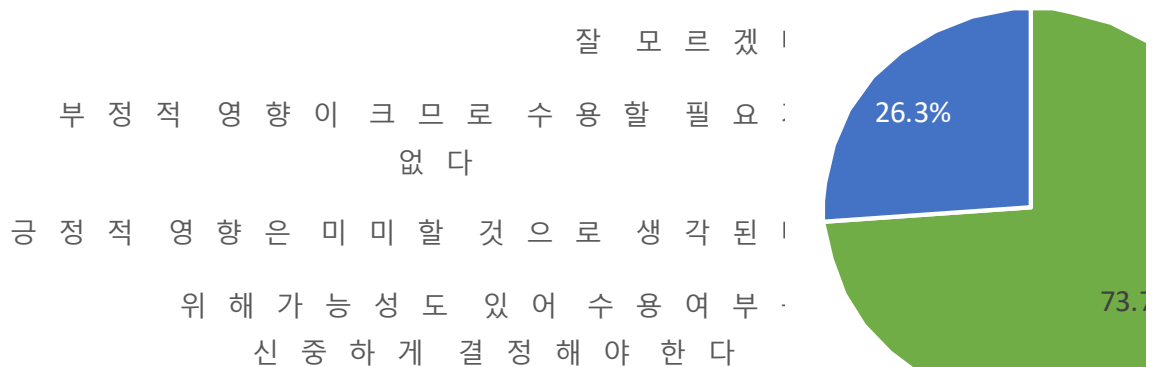 잘 모르겠
부정적 영향이 크므로 수용할 필요
없다
긍정적 영향은 미미할 것으로 생각된
위해가능성도 있어 수용여부
신중하게 결정해야 한다
26.3%
73.7